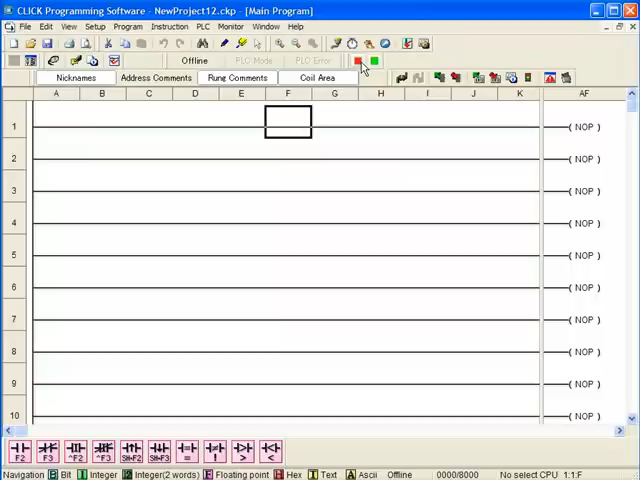 CLICK Programming Software - NewProject12.ckp - [Main Program]
File Edit View Setup Program Instruction PLC Monitor Window Help
Offline PLC Mode PLC Error
Nicknames Address Comments Rung Comments Coil Area
A B C D E F G H I J K AF
1 ( NOP )
2 ( NOP )
3 ( NOP )
4 ( NOP )
5 ( NOP )
6 ( NOP )
7 ( NOP )
8 ( NOP )
9 ( NOP )
10 ( NOP )
F2 F3 ^F2 ^F3 SH-F2 SH-F3 = ! > <
Navigation B Bit I Integer I Integer(2 words) F Floating point H Hex T Text A Ascii Offline 0000/8000 No select CPU 1:1:F